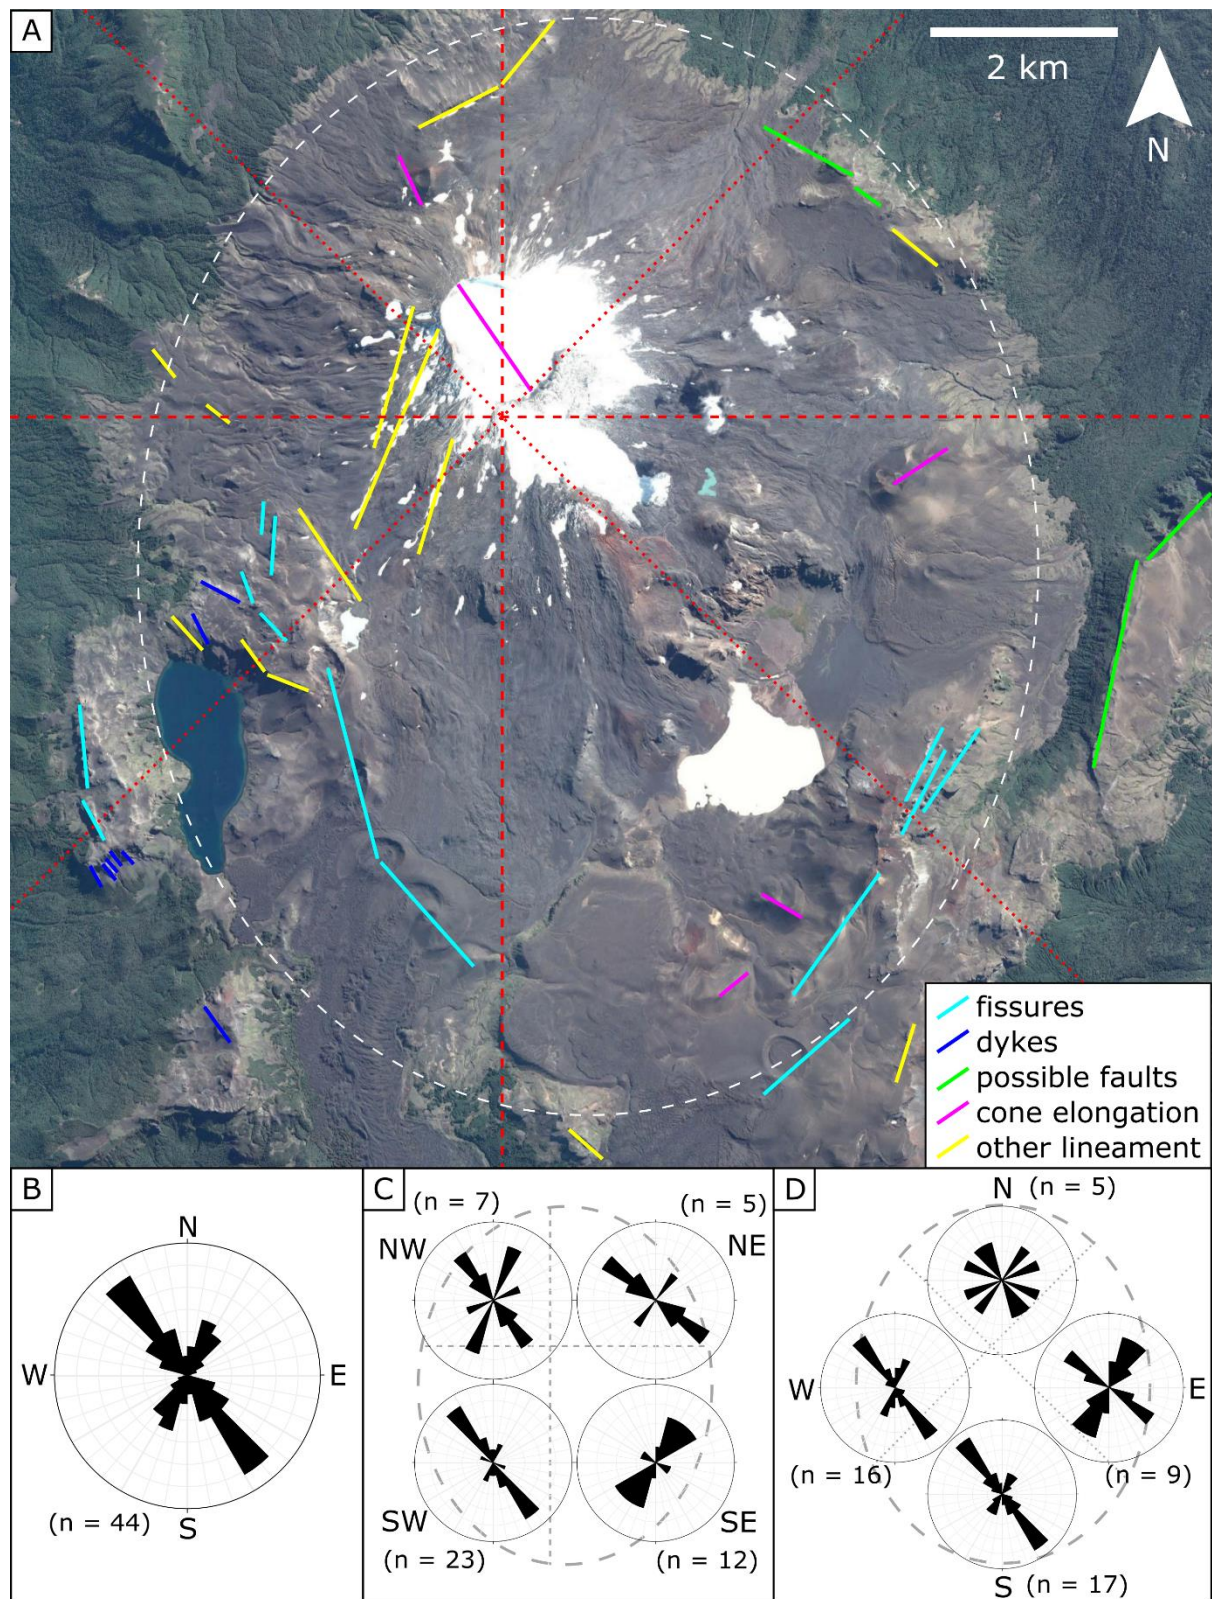 A
2 km
N
fissures
dykes
possible faults
cone elongation
other lineament
B
N
W
E
S
(n = 44)
C
(n = 7)
(n = 5)
NW
NE
SW
SE
(n = 23)
(n = 12)
D
N
(n = 5)
W
E
(n = 16)
(n = 9)
S
(n = 17)